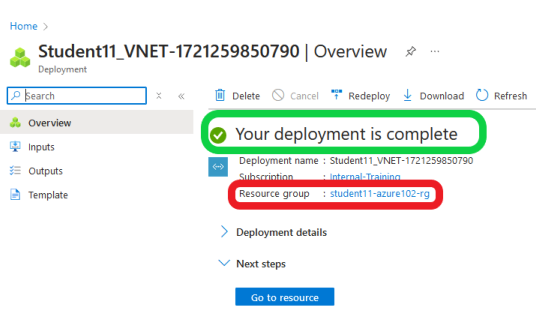 Home >
Student11_VNET-1721259850790 | Overview ...
Deployment
Search
Delete Cancel Redeploy Download Refresh
Overview
Inputs
Outputs
Template
Your deployment is complete
Deployment name : Student11_VNET-1721259850790
Subscription : Internal-Training
Resource group : student11-azure102-rg
Deployment details
Next steps
Go to resource